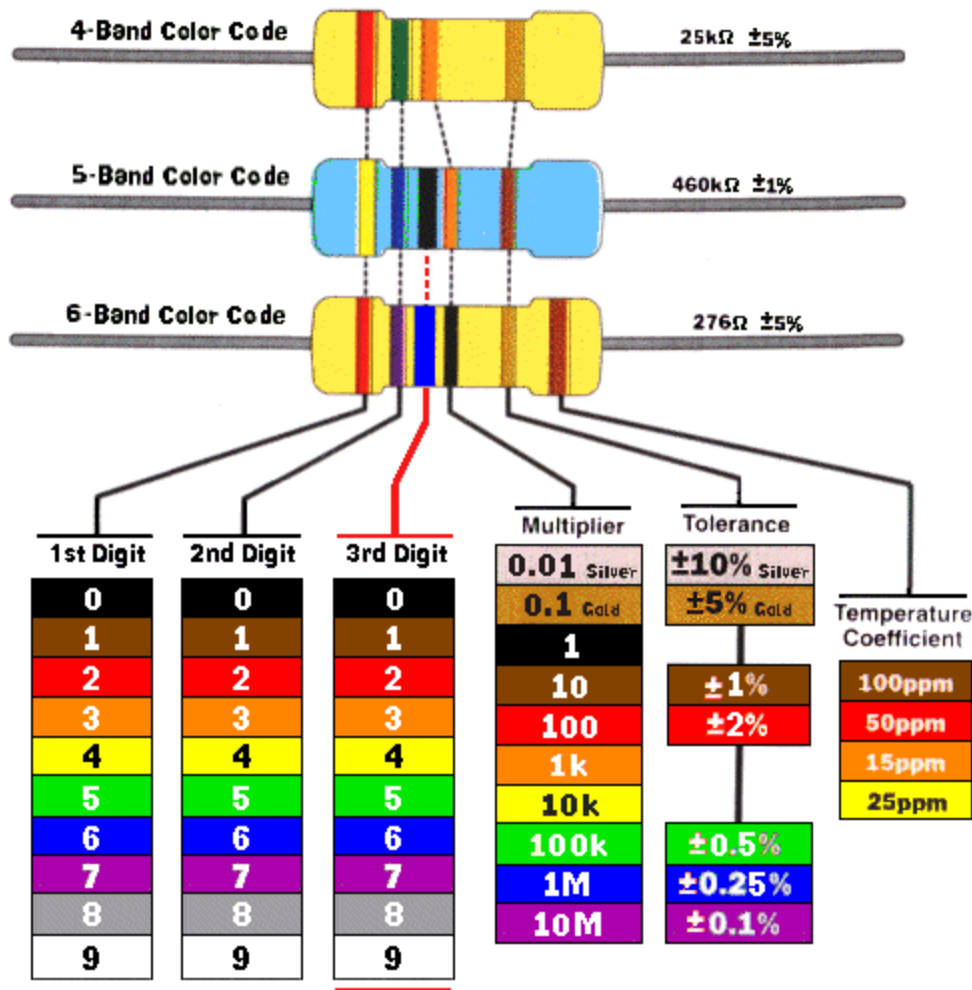 4-Band Color Code
25kΩ ±5%
5-Band Color Code
460kΩ ±1%
6-Band Color Code
276Ω ±5%
1st Digit
0
1
2
3
4
5
6
7
8
9
2nd Digit
0
1
2
3
4
5
6
7
8
9
3rd Digit
0
1
2
3
4
5
6
7
8
9
Multiplier
0.01 Silver
0.1 Gold
1
10
100
1k
10k
100k
1M
10M
Tolerance
±10% Silver
±5% Gold
±1%
±2%
±0.5%
±0.25%
±0.1%
Temperature
Coefficient
100ppm
50ppm
15ppm
25ppm